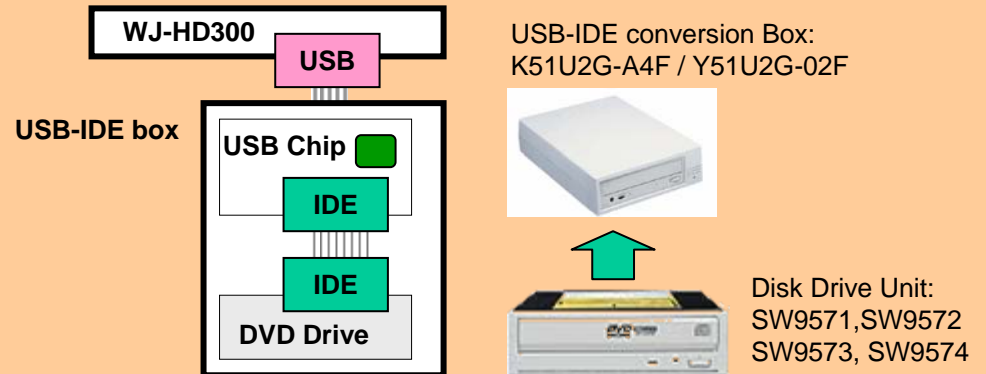 WJ-HD300
USB
USB-IDE box
USB Chip
IDE
IDE
DVD Drive
USB-IDE conversion Box:
K51U2G-A4F / Y51U2G-02F
Disk Drive Unit:
SW9571,SW9572
SW9573, SW9574